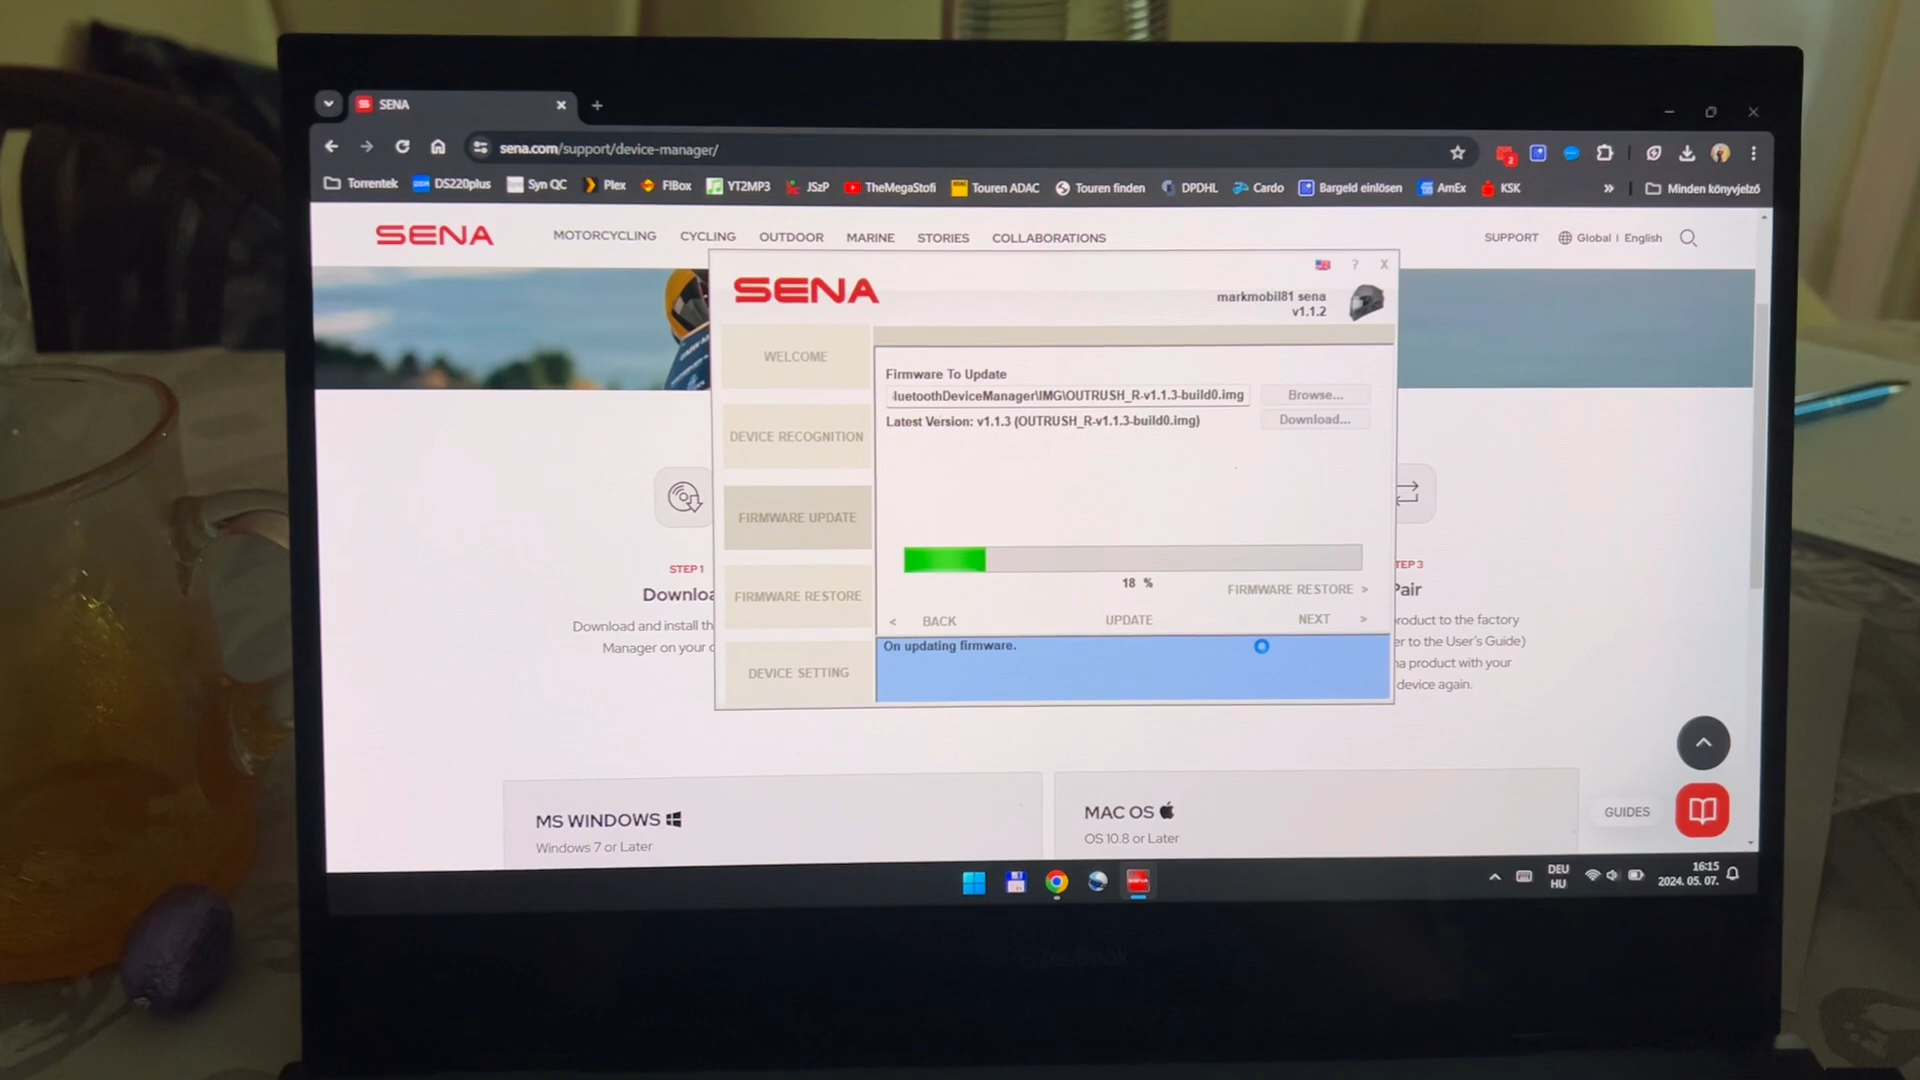 SENA
sena.com/support/device-manager/
2
Torrentek DS220plus Syn QC Plex FIBox YT2MP3 JSzP TheMegaStofi Touren ADAC Touren finden DPDHL Cardo Bargeld einlösen AmEx KSK » Minden könyvjelző
SENA MOTORCYCLING CYCLING OUTDOOR MARINE STORIES COLLABORATIONS SUPPORT Global | English
? X
SENA
markmobil81 sena
v1.1.2
WELCOME
DEVICE RECOGNITION
FIRMWARE UPDATE
FIRMWARE RESTORE
DEVICE SETTING
Firmware To Update
luetoothDeviceManager\IMG\OUTRUSH_R-v1.1.3-build0.img Browse...
Latest Version: v1.1.3 (OUTRUSH_R-v1.1.3-build0.img) Download...
18 %
FIRMWARE RESTORE >
< BACK UPDATE NEXT >
On updating firmware.
STEP 1
Downloa
Download and install th
Manager on your c
TEP 3
Pair
roduct to the factory
er to the User's Guide)
na product with your
device again.
MS WINDOWS
Windows 7 or Later
MAC OS
OS 10.8 or Later
GUIDES
SENA
DEU
HU
16:15
2024. 05. 07.